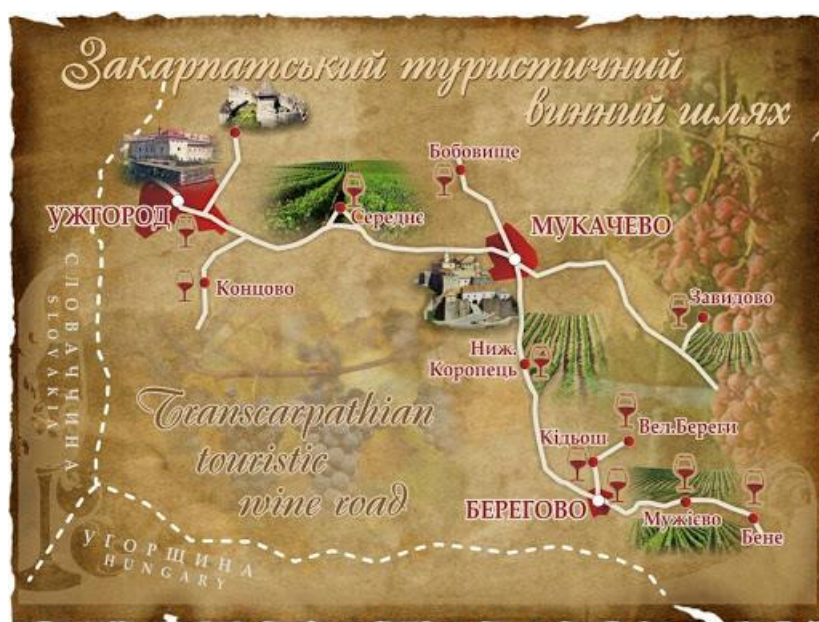 Закарпатський туристичний
винний шлях
Бобовище
УЖГОРОД
Середнє
МУКАЧЕВО
Концово
Завидово
СЛОВАЧЧИНА
SLOVAKIA
Ниж.
Коропець
Transcarpathian
touristic
wine road
Кідьош
Вел.Береги
БЕРЕГОВО
Мужієво
Бене
УГОРЩИНА
HUNGARY